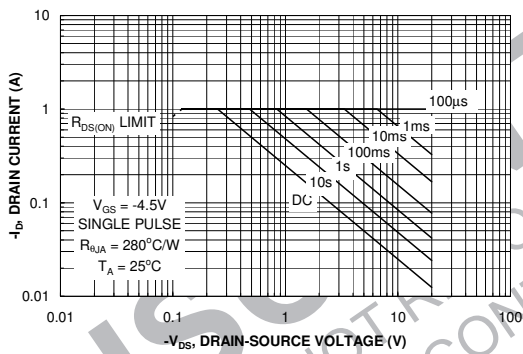 10
1
0.1
0.01
0.01
0.1
1
10
100
-I_D, DRAIN CURRENT (A)
-V_DS, DRAIN-SOURCE VOLTAGE (V)
R_DS(ON) LIMIT
100µs
1ms
10ms
100ms
1s
10s
DC
V_GS = -4.5V
SINGLE PULSE
R_θJA = 280°C/W
T_A = 25°C
NOT